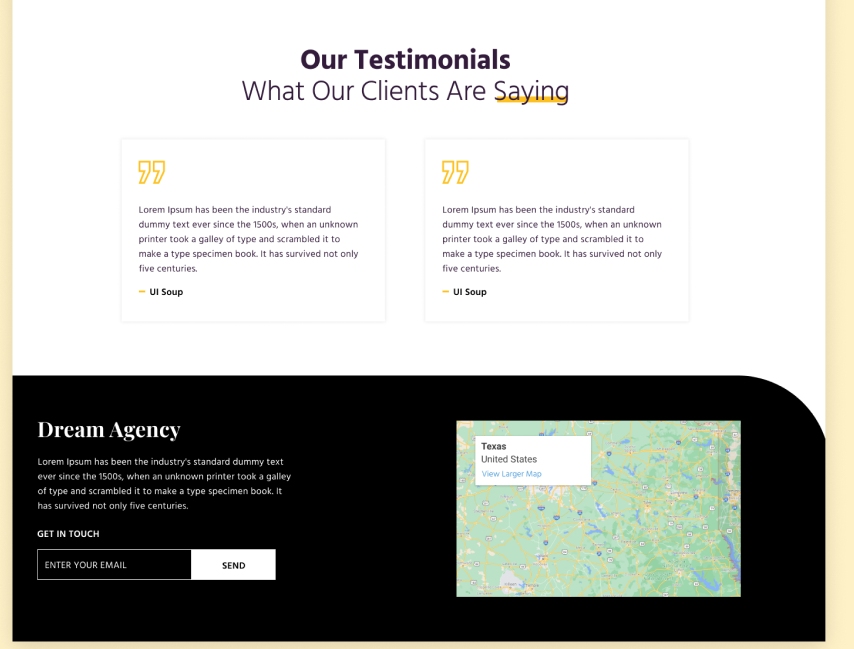 Our Testimonials
What Our Clients Are Saying
Lorem Ipsum has been the industry's standard
dummy text ever since the 1500s, when an unknown
printer took a galley of type and scrambled it to
make a type specimen book. It has survived not only
five centuries.
UI Soup
Lorem Ipsum has been the industry's standard
dummy text ever since the 1500s, when an unknown
printer took a galley of type and scrambled it to
make a type specimen book. It has survived not only
five centuries.
UI Soup
Dream Agency
Lorem Ipsum has been the industry's standard dummy text
ever since the 1500s, when an unknown printer took a galley
of type and scrambled it to make a type specimen book. It
has survived not only five centuries.
GET IN TOUCH
ENTER YOUR EMAIL
SEND
Texas
United States
View Larger Map